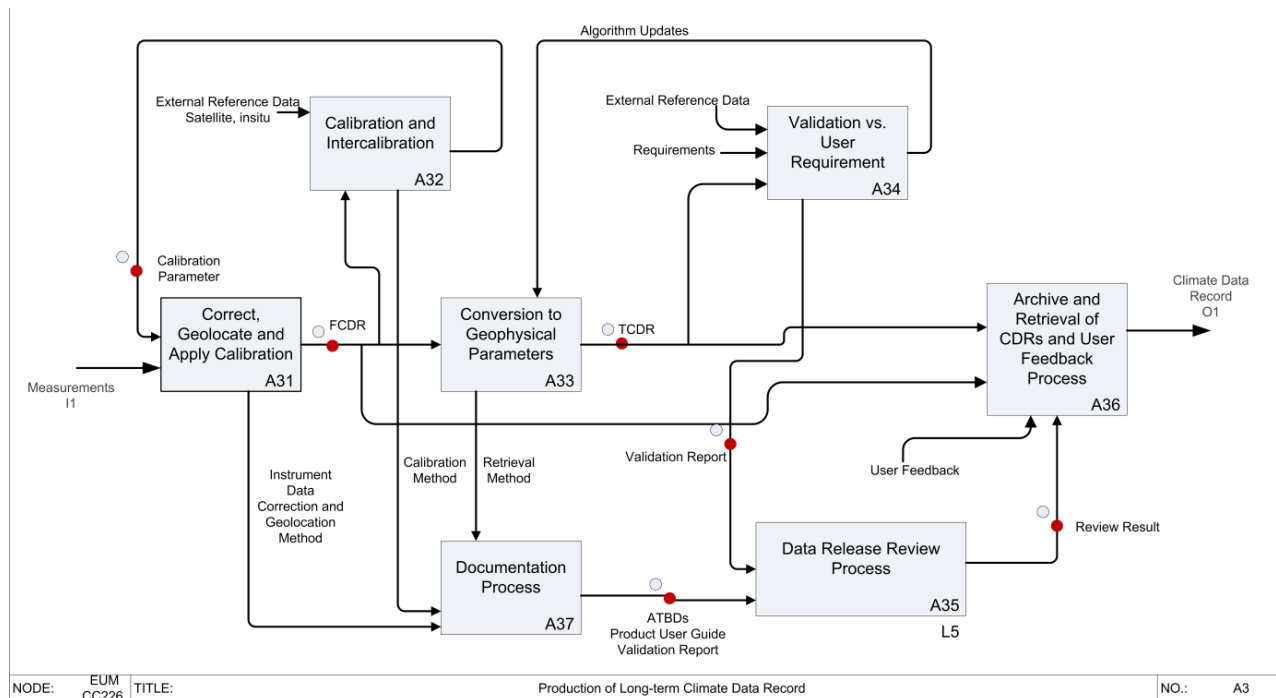 Algorithm Updates
External Reference Data
Satellite, insitu
Calibration and
Intercalibration
A32
External Reference Data
Requirements
Validation vs.
User
Requirement
A34
Calibration
Parameter
Correct,
Geolocate and
Apply Calibration
A31
FCDR
Conversion to
Geophysical
Parameters
A33
TCDR
Archive and
Retrieval of
CDRs and User
Feedback
Process
A36
Climate Data
Record
O1
Measurements
I1
Instrument
Data
Correction and
Geolocation
Method
Calibration
Method
Retrieval
Method
Validation Report
User Feedback
Documentation
Process
A37
ATBDs
Product User Guide
Validation Report
Data Release Review
Process
A35
L5
Review Result
NODE:
EUM
CC226
TITLE:
Production of Long-term Climate Data Record
NO.:
A3